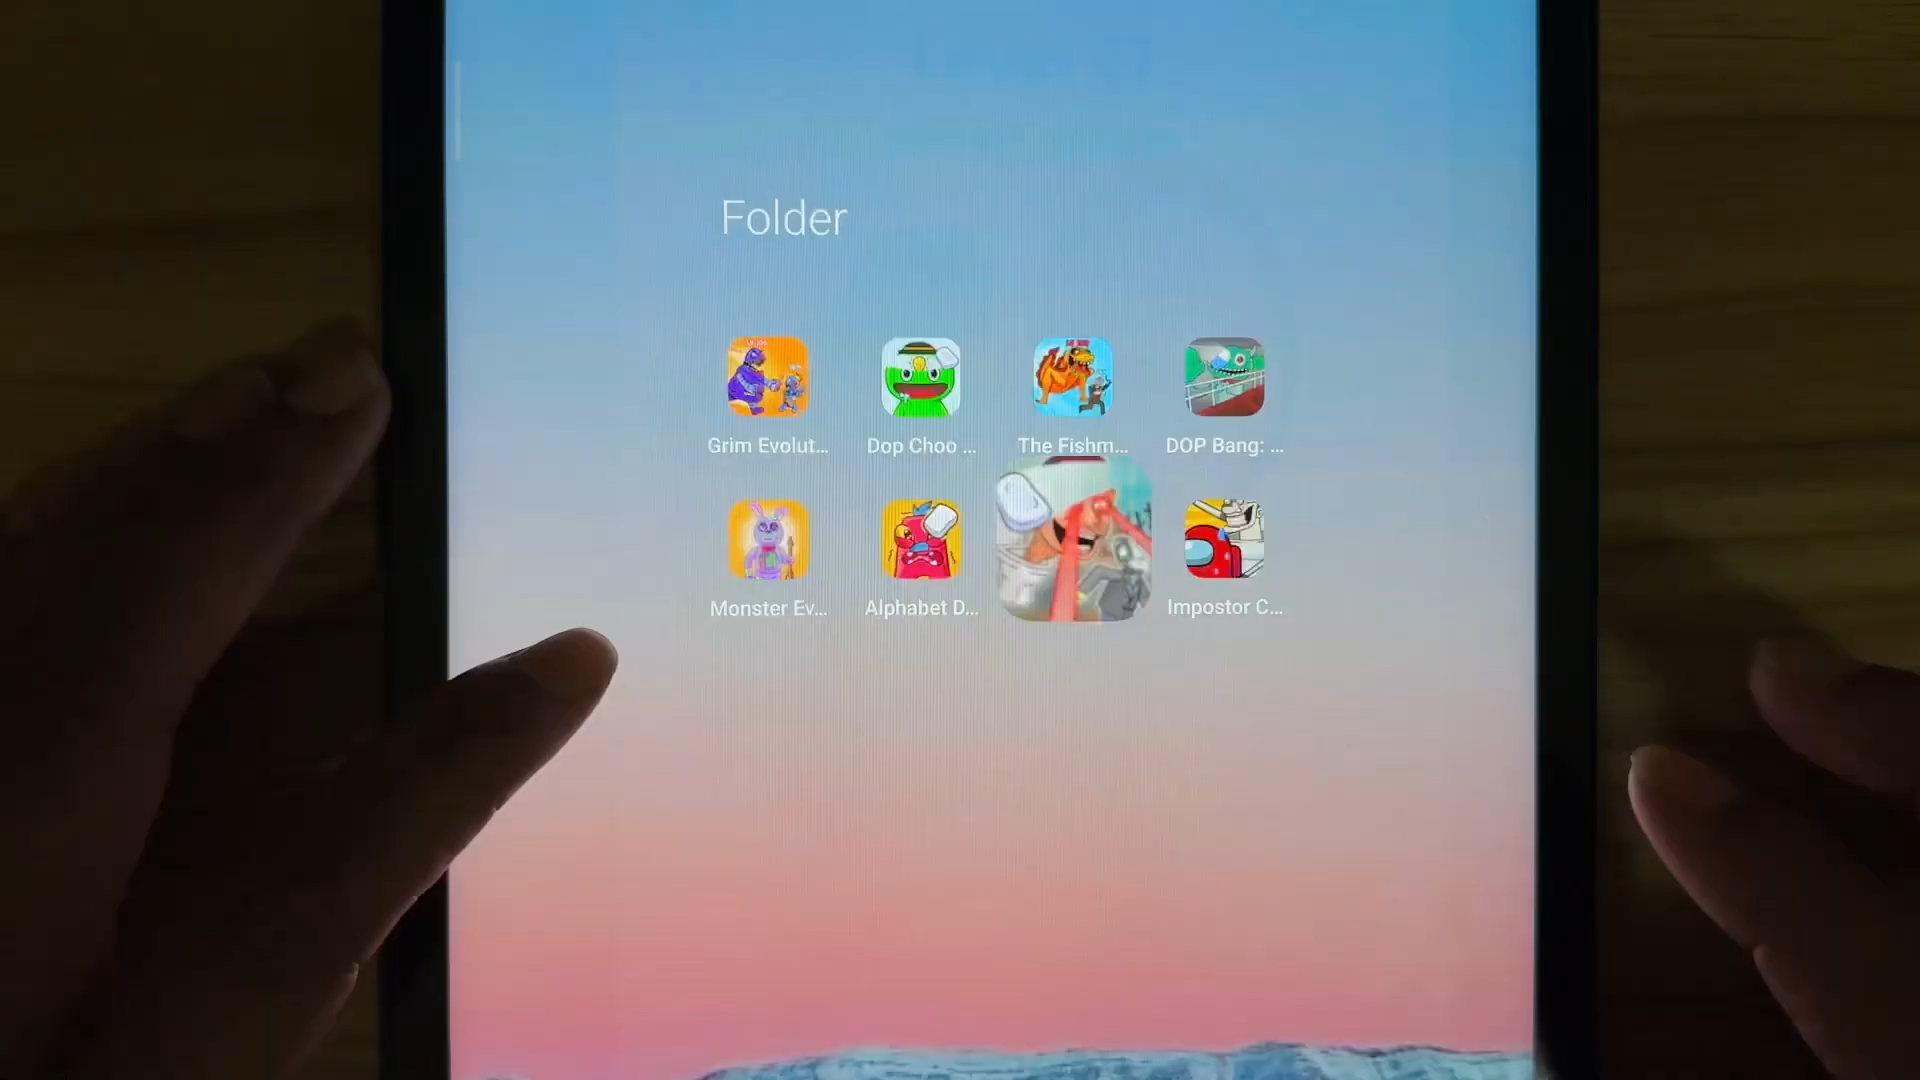 Folder
Grim Evolut...
Dop Choo ...
The Fishm...
DOP Bang: ...
Monster Ev...
Alphabet D...
Impostor C...